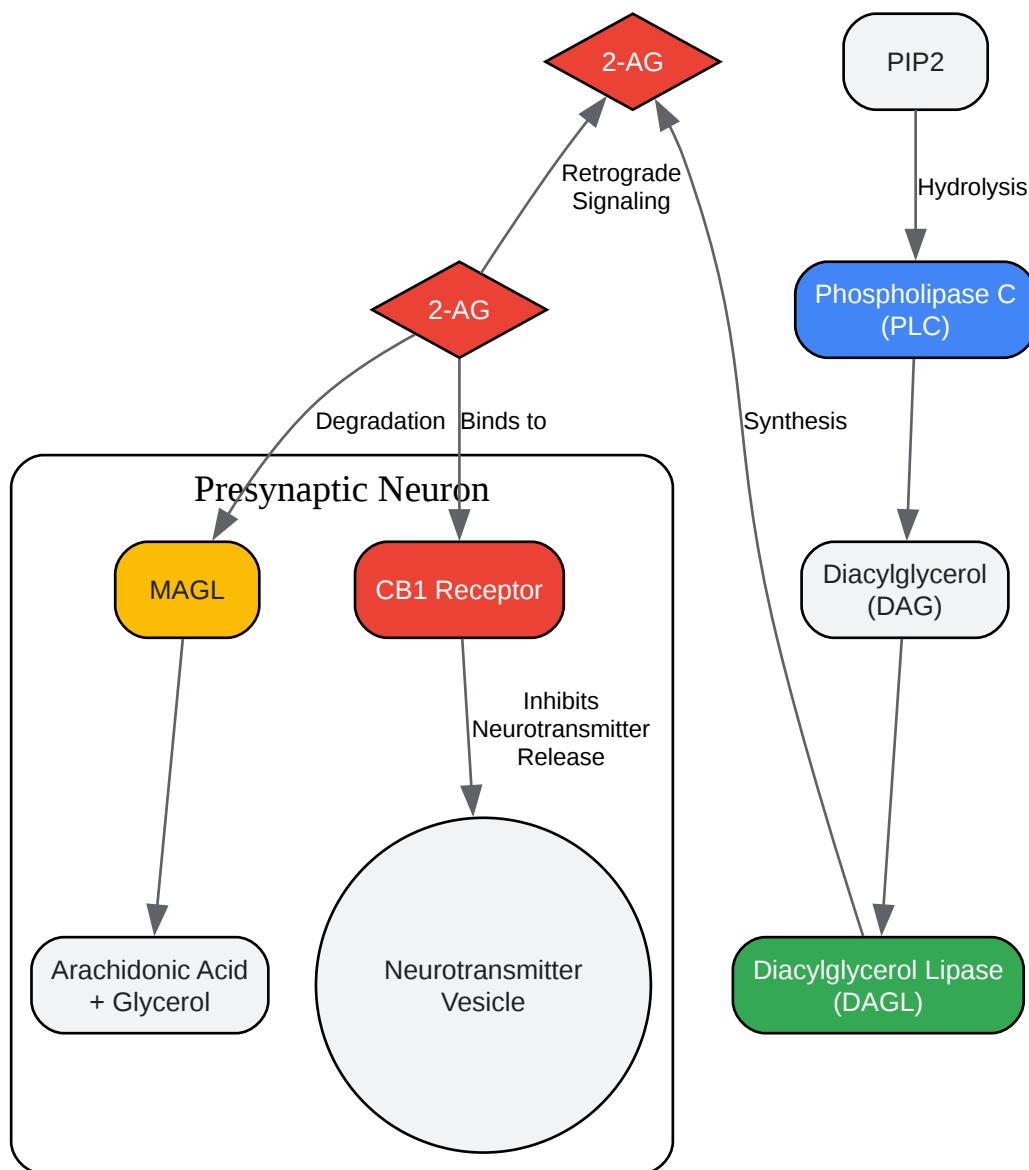 2-AG
PIP2
Retrograde
Signaling
Hydrolysis
2-AG
Phospholipase C
(PLC)
Degradation
Binds to
Synthesis
Presynaptic Neuron
MAGL
CB1 Receptor
Diacylglycerol
(DAG)
Inhibits
Neurotransmitter
Release
Arachidonic Acid
+ Glycerol
Neurotransmitter
Vesicle
Diacylglycerol Lipase
(DAGL)